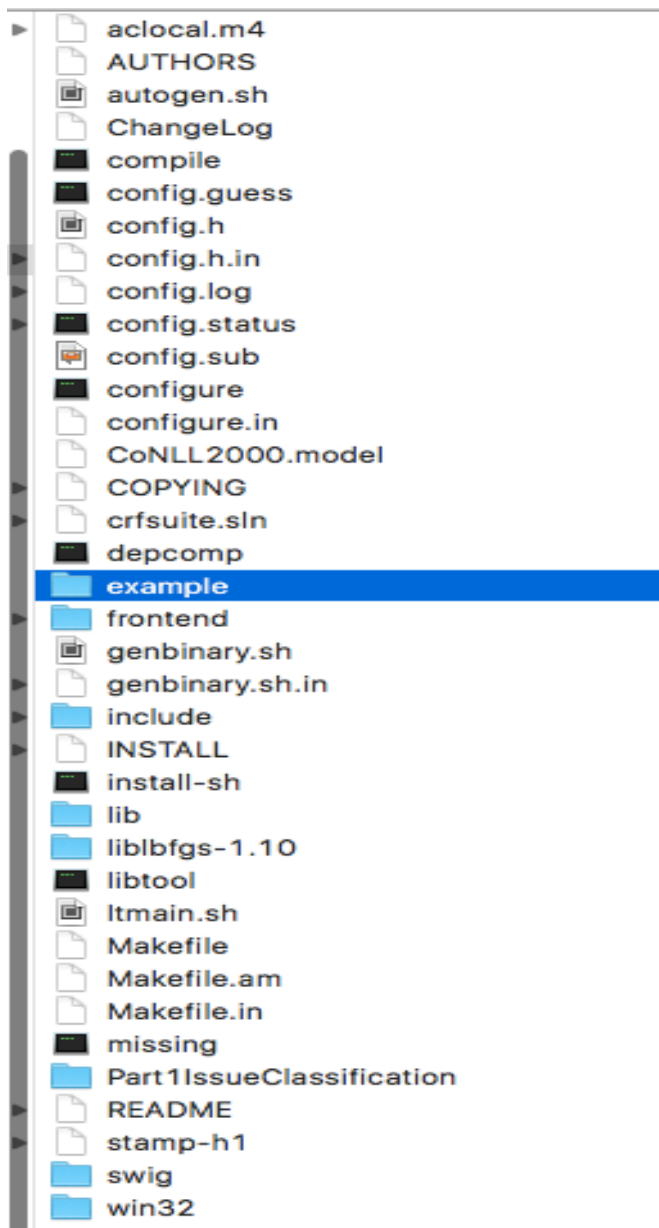 aclocal.m4
AUTHORS
autogen.sh
ChangeLog
compile
config.guess
config.h
config.h.in
config.log
config.status
config.sub
configure
configure.in
CoNLL2000.model
COPYING
crfsuite.sln
depcomp
example
frontend
genbinary.sh
genbinary.sh.in
include
INSTALL
install-sh
lib
liblbfgs-1.10
libtool
ltmain.sh
Makefile
Makefile.am
Makefile.in
missing
Part1IssueClassification
README
stamp-h1
swig
win32